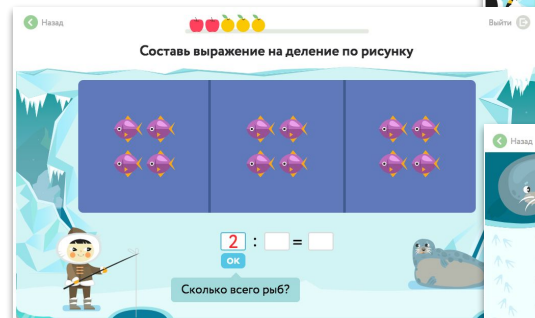 Назад
Выйти
Составь выражение на деление по рисунку
2 : =
ОК
Сколько всего рыб?
Назад